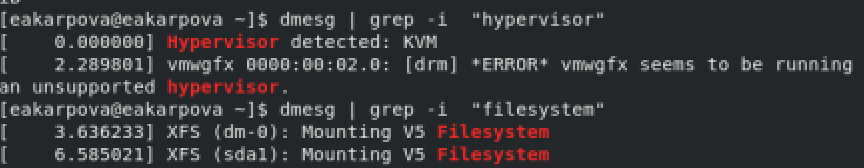 [eakarpova@eakarpova ~]$ dmesg | grep -i  "hypervisor"
[    0.000000] Hypervisor detected: KVM
[    2.289801] vmwgfx 0000:00:02.0: [drm] *ERROR* vmwgfx seems to be running
an unsupported hypervisor.
[eakarpova@eakarpova ~]$ dmesg | grep -i  "filesystem"
[    3.636233] XFS (dm-0): Mounting V5 Filesystem
[    6.585021] XFS (sda1): Mounting V5 Filesystem